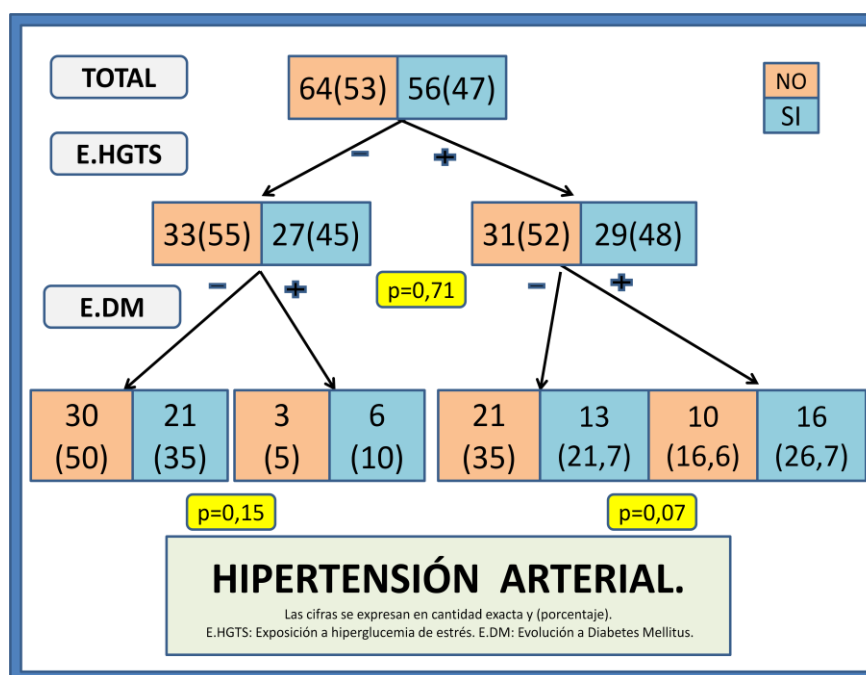 TOTAL
64(53) 56(47)
NO
SI
E.HGTS
− +
33(55) 27(45) 31(52) 29(48)
− + − +
p=0,71
E.DM
30 21 3 6 21 13 10 16
(50) (35) (5) (10) (35) (21,7) (16,6) (26,7)
p=0,15 p=0,07
HIPERTENSIÓN ARTERIAL.
Las cifras se expresan en cantidad exacta y (porcentaje).
E.HGTS: Exposición a hiperglucemia de estrés. E.DM: Evolución a Diabetes Mellitus.